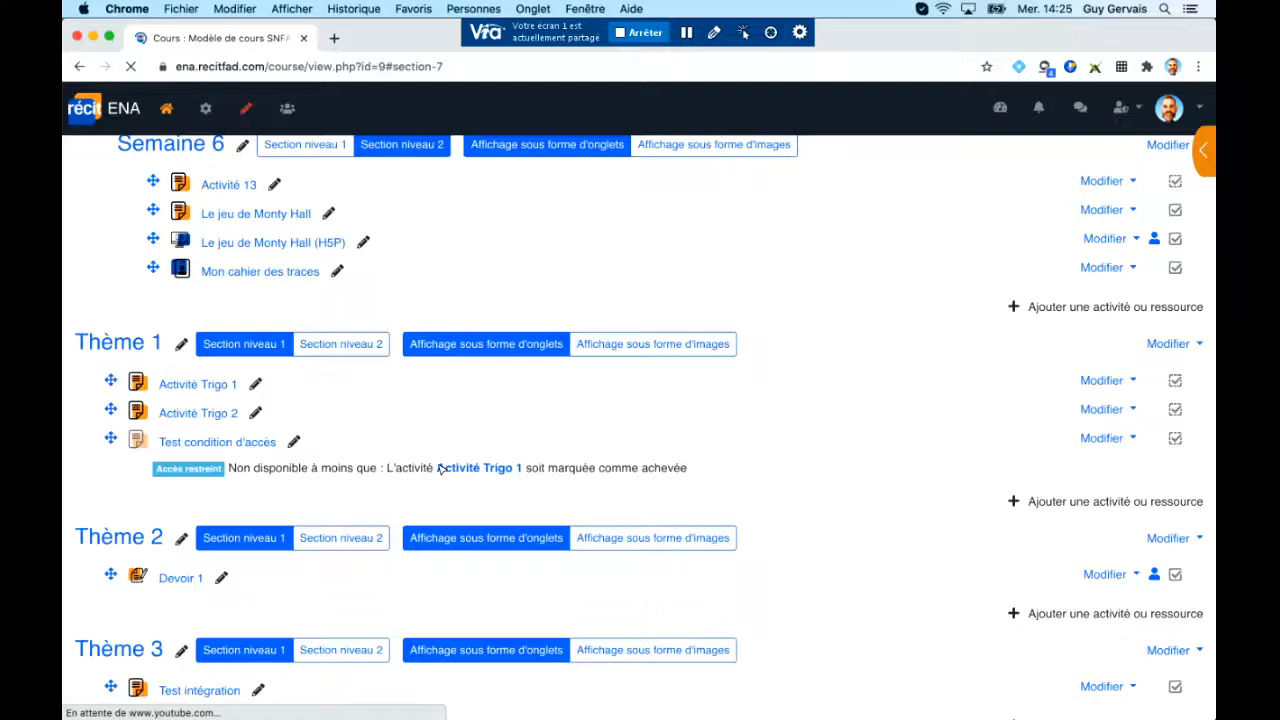 Chrome Fichier Modifier Afficher Historique Favoris Personnes Onglet Fenêtre Aide Mer. 14:25 Guy Gervais
Vra Votre écran 1 est actuellement partagé Arrêter
Cours : Modèle de cours SNF
ena.recitfad.com/course/view.php?id=9#section-7
récit ENA
Semaine 6 Section niveau 1 Section niveau 2 Affichage sous forme d'onglets Affichage sous forme d'images Modifier
Activité 13 Modifier
Le jeu de Monty Hall Modifier
Le jeu de Monty Hall (H5P) Modifier
Mon cahier des traces Modifier
Ajouter une activité ou ressource
Thème 1 Section niveau 1 Section niveau 2 Affichage sous forme d'onglets Affichage sous forme d'images Modifier
Activité Trigo 1 Modifier
Activité Trigo 2 Modifier
Test condition d'accès Modifier
Accès restreint Non disponible à moins que : L'activité Activité Trigo 1 soit marquée comme achevée
Ajouter une activité ou ressource
Thème 2 Section niveau 1 Section niveau 2 Affichage sous forme d'onglets Affichage sous forme d'images Modifier
Devoir 1 Modifier
Ajouter une activité ou ressource
Thème 3 Section niveau 1 Section niveau 2 Affichage sous forme d'onglets Affichage sous forme d'images Modifier
Test intégration Modifier
En attente de www.youtube.com...